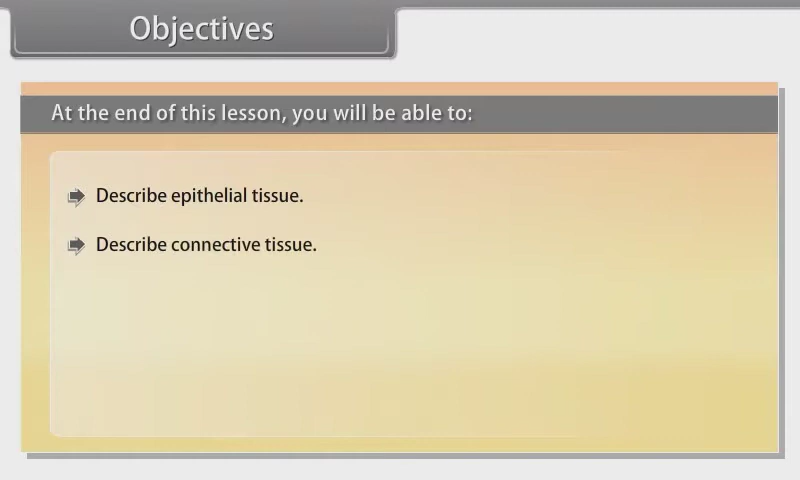 Objectives
At the end of this lesson, you will be able to:
Describe epithelial tissue.
Describe connective tissue.